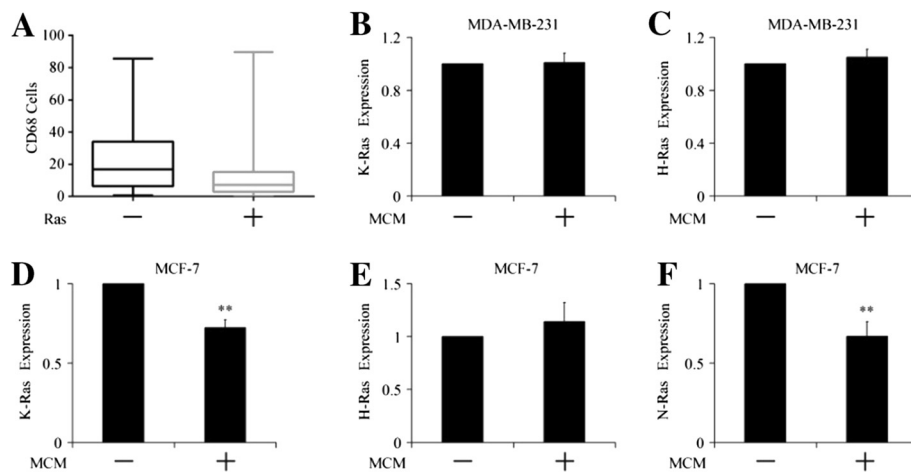 A
100
80
60
40
20
0
CD68 Cells
Ras − +
B
MDA-MB-231
1.2
0.8
0.4
0
K-Ras Expression
MCM − +
C
MDA-MB-231
1.2
0.8
0.4
0
H-Ras Expression
MCM − +
D
MCF-7
1
0.5
0
K-Ras Expression
**
MCM − +
E
MCF-7
1.5
1
0.5
0
H-Ras Expression
MCM − +
F
MCF-7
1
0.5
0
N-Ras Expression
**
MCM − +